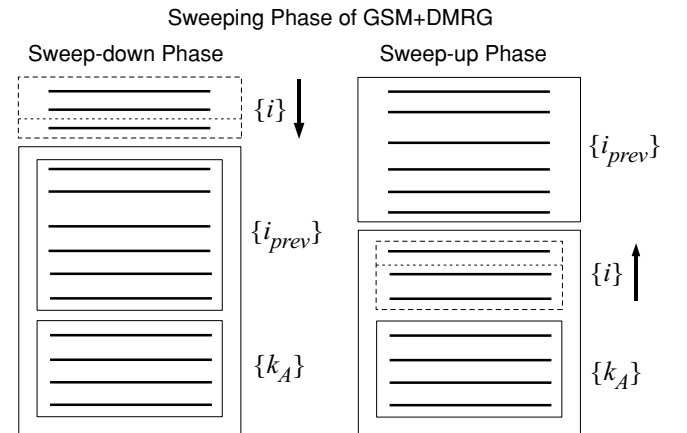 Sweeping Phase of GSM+DMRG
Sweep-down Phase
Sweep-up Phase
{i}
{i_prev}
{k_A}
{i_prev}
{i}
{k_A}